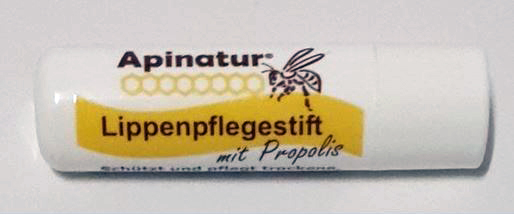 Apinatur®
Lippenpflegestift
mit Propolis
Schützt und pflegt trockene